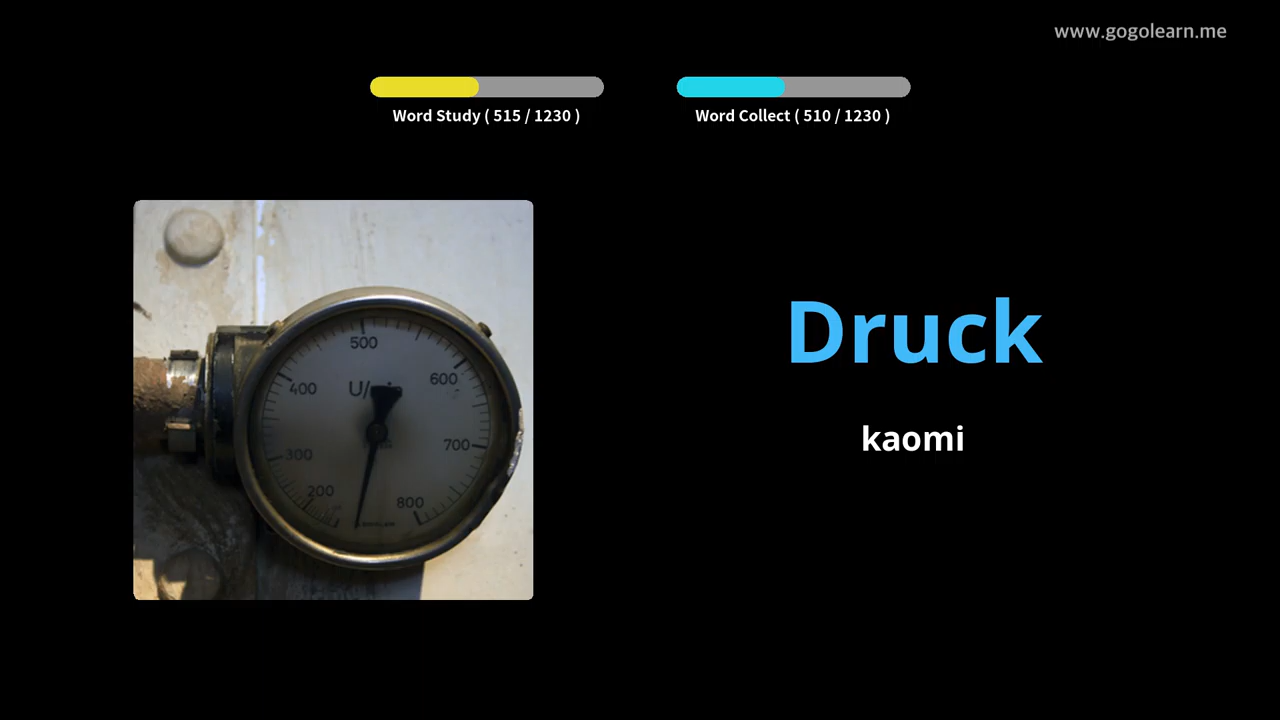 www.gogolearn.me
Word Study ( 515 / 1230 )
Word Collect ( 510 / 1230 )
500
400
600
U/
300
700
200
800
Druck
kaomi